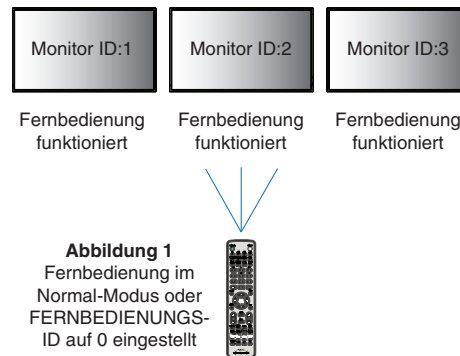 Monitor ID:1
Monitor ID:2
Monitor ID:3
Fernbedienung
funktioniert
Fernbedienung
funktioniert
Fernbedienung
funktioniert
Abbildung 1
Fernbedienung im
Normal-Modus oder
FERNBEDIENUNGS-
ID auf 0 eingestellt